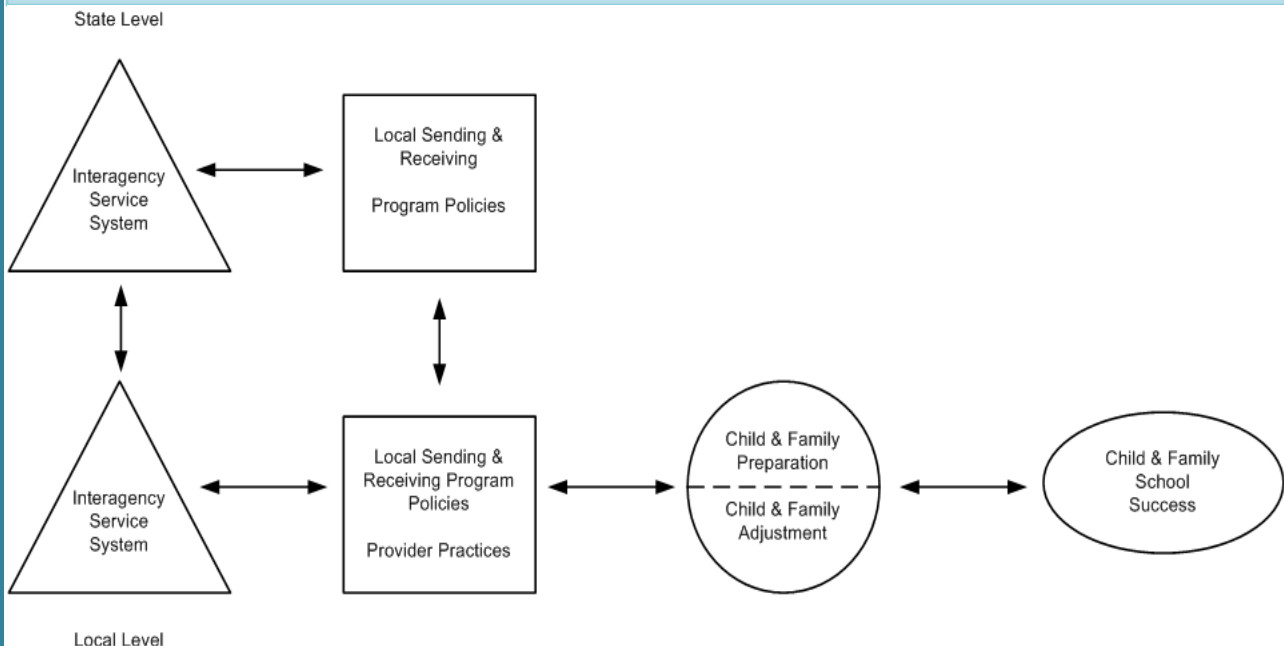 State Level
Interagency
Service
System
Local Sending &
Receiving
Program Policies
Interagency
Service
System
Local Sending &
Receiving Program
Policies
Provider Practices
Child & Family
Preparation
Child & Family
Adjustment
Child & Family
School
Success
Local Level